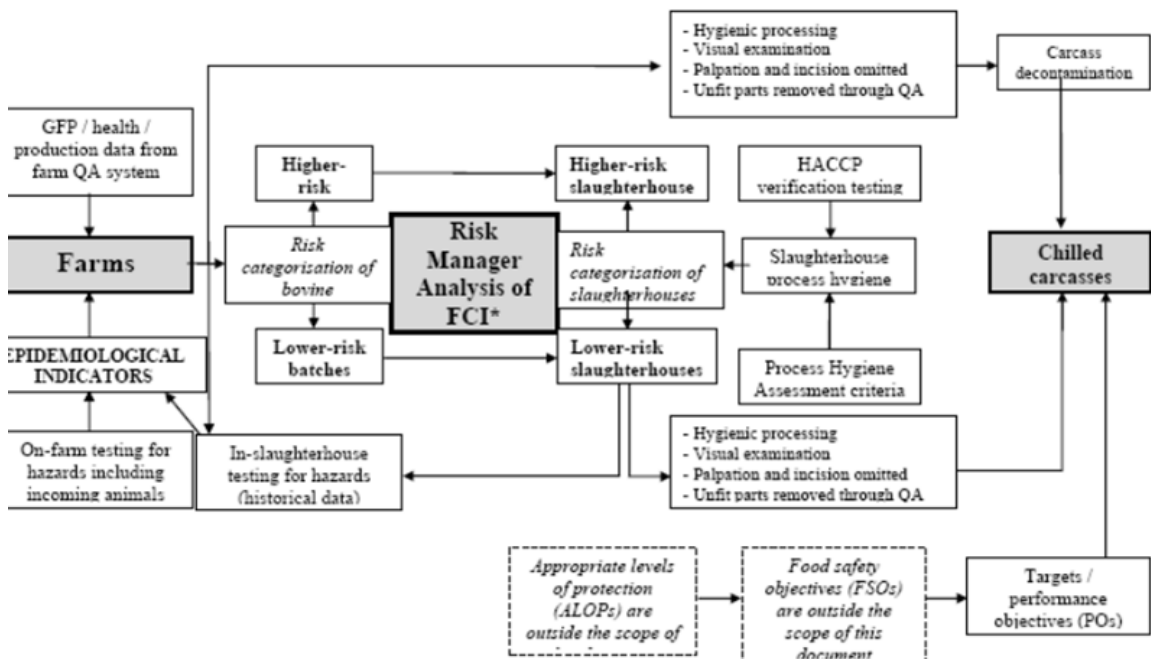 - Hygienic processing
- Visual examination
- Palpation and incision omitted
- Unfit parts removed through QA
Carcass
decontamination
GFP / health /
production data from
farm QA system
Higher-
risk
Higher-risk
slaughterhouse
HACCP
verification testing
Farms
Risk
categorisation of
bovine
Risk
Manager
Analysis of
FCI*
Risk
categorisation of
slaughterhouses
Slaughterhouse
process hygiene
Chilled
carcasses
EPIDEMIOLOGICAL
INDICATORS
Lower-risk
batches
Lower-risk
slaughterhouses
Process Hygiene
Assessment criteria
On-farm testing for
hazards including
incoming animals
In-slaughterhouse
testing for hazards
(historical data)
- Hygienic processing
- Visual examination
- Palpation and incision omitted
- Unfit parts removed through QA
Appropriate levels
of protection
(ALOPs) are
outside the scope of
Food safety
objectives (FSOs)
are outside the
scope of this
document
Targets /
performance
objectives (POs)